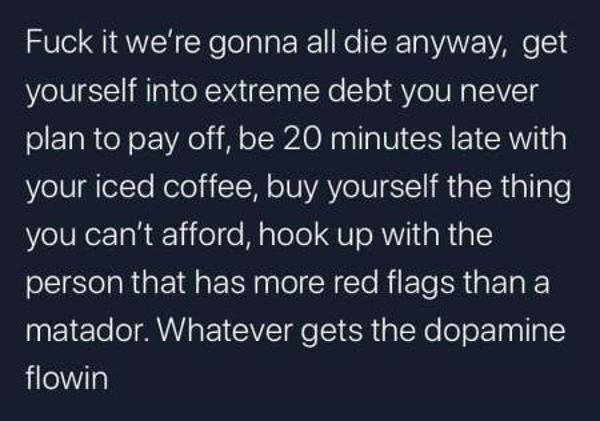 Fuck it we’re gonna all die anyway,  get
yourself into extreme debt you never
plan to pay off, be 20 minutes late with
your iced coffee, buy yourself the thing
you can’t afford, hook up with the
person that has more red flags than a
matador. Whatever gets the dopamine
flowin